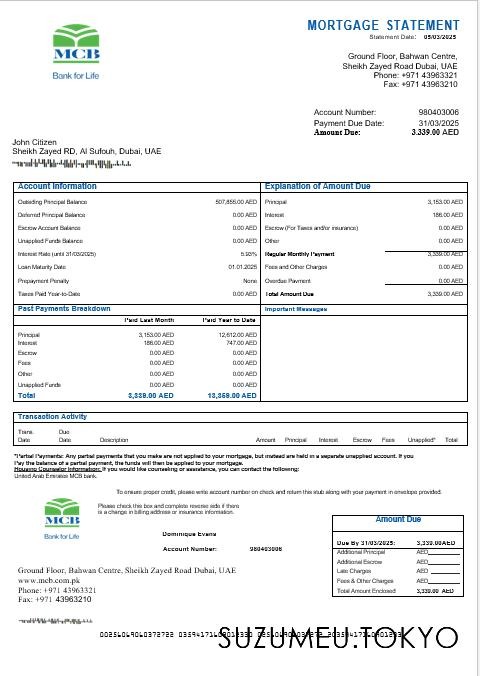 MORTGAGE STATEMENT
Statement Date: 05/03/2025
MCB
Bank for Life
Ground Floor, Bahwan Centre,
Sheikh Zayed Road Dubai, UAE
Phone: +971 43963321
Fax: +971 43963210
Account Number: 980403006
Payment Due Date: 31/03/2025
Amount Due: 3.339.00 AED
John Citizen
Sheikh Zayed RD, Al Sufouh, Dubai, UAE
Account Information
Outsiding Principal Balance 507,855.00 AED
Deferred Principal Balance 0.00 AED
Escrow Account Balance 0.00 AED
Unapplied Funds Balance 0.00 AED
Interest Rate (until 31/03/2025) 5.93%
Loan Maturity Date 01.01.2025
Prepayment Penalty None
Taxes Paid Year-to-Date 0.00 AED
Explanation of Amount Due
Principal 3,153.00 AED
Interest 186.00 AED
Escrow (For Taxes and/or insurance) 0.00 AED
Other 0.00 AED
Regular Monthly Payment 3,339.00 AED
Fees and Other Charges 0.00 AED
Overdue Payment 0.00 AED
Total Amount Due 3,339.00 AED
Past Payments Breakdown
Paid Last Month Paid Year to Date
Principal 3,153.00 AED 12,612.00 AED
Interest 186.00 AED 747.00 AED
Escrow 0.00 AED 0.00 AED
Fees 0.00 AED 0.00 AED
Other 0.00 AED 0.00 AED
Unapplied Funds 0.00 AED 0.00 AED
Total 3,339.00 AED 13,359.00 AED
Important Messages
Transaction Activity
Trans. Date Due Date Description Amount Principal Interest Escrow Fees Unapplied* Total
*Partial Payments: Any partial payments that you make are not applied to your mortgage, but instead are held in a separate unapplied account. If you
Pay the balance of a partial payment, the funds will then be applied to your mortgage.
Housing Counselor Information: If you would like counseling or assistance, you can contact the following:
United Arab Emirates MCB bank.
To ensure proper credit, please write account number on check and return this stub along with your payment in envelope provided.
MCB
Bank for Life
Please check this box and complete reverse side if there
is a change in billing address or insurance information.
Dominique Evans
Account Number: 980403006
Amount Due
Due By 31/03/2025: 3,339.00 AED
Additional Principal AED
Additional Escrow AED
Late Charges AED
Fees & Other Charges AED
Total Amount Enclosed 3,339.00 AED
Ground Floor, Bahwan Centre, Sheikh Zayed Road Dubai, UAE
www.mcb.com.pk
Phone: +971 43963321
Fax: +971 43963210
SUZUMEU.TOKYO